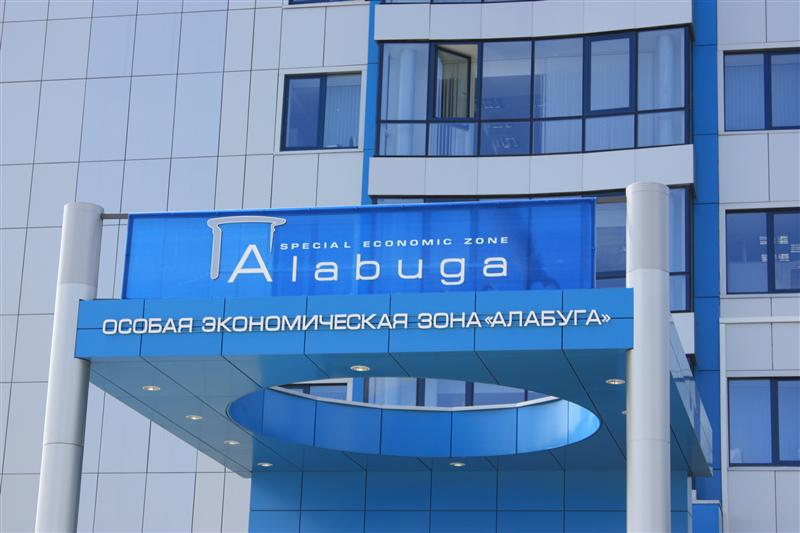 SPECIAL ECONOMIC ZONE
Alabuga
ОСОБАЯ ЭКОНОМИЧЕСКАЯ ЗОНА «АЛАБУГА»